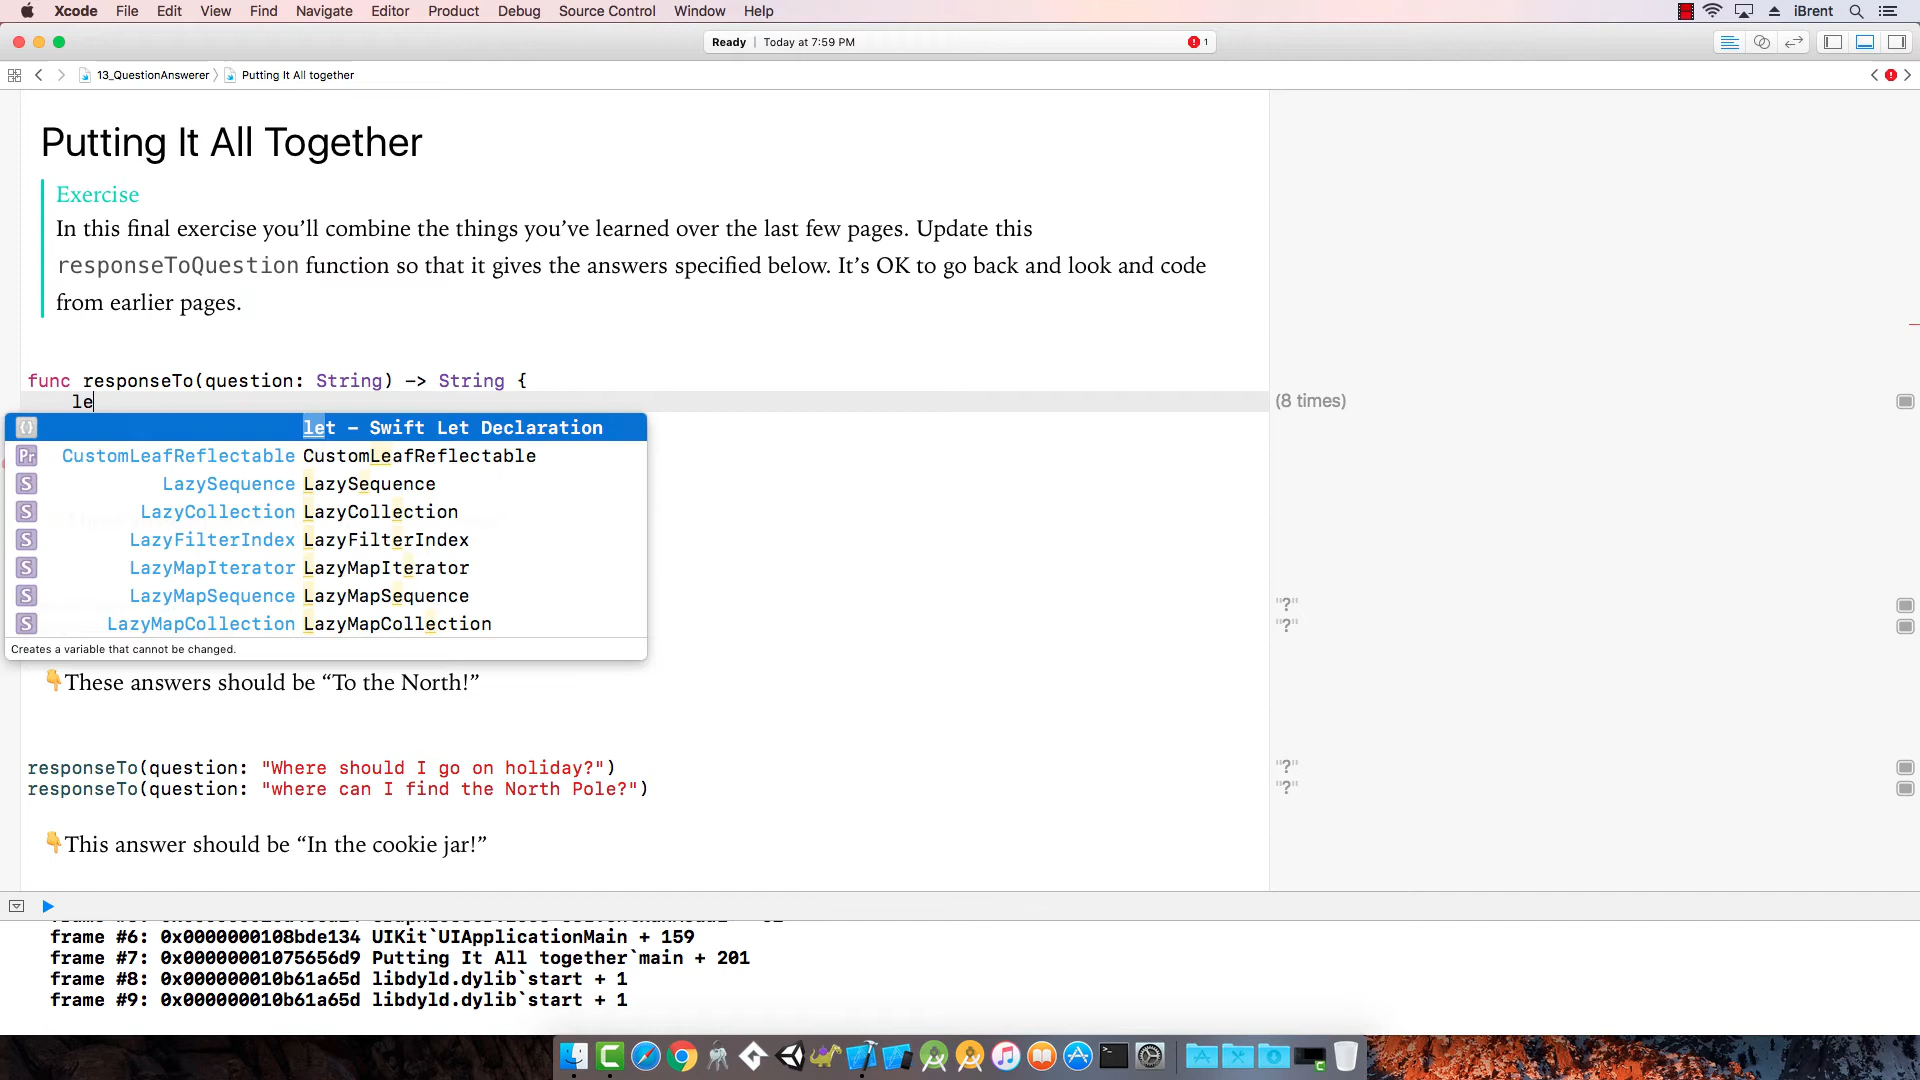 Xcode File Edit View Find Navigate Editor Product Debug Source Control Window Help iBrent
Ready Today at 7:59 PM 1
13_QuestionAnswerer Putting It All together
Putting It All Together
Exercise
In this final exercise you’ll combine the things you’ve learned over the last few pages. Update this
responseToQuestion function so that it gives the answers specified below. It’s OK to go back and look and code
from earlier pages.
func responseTo(question: String) -> String {
le
(8 times)
{} let - Swift Let Declaration
Pr CustomLeafReflectable CustomLeafReflectable
S LazySequence LazySequence
S LazyCollection LazyCollection
S LazyFilterIndex LazyFilterIndex
S LazyMapIterator LazyMapIterator
S LazyMapSequence LazyMapSequence
"?"
S LazyMapCollection LazyMapCollection
"?"
Creates a variable that cannot be changed.
👇These answers should be “To the North!”
responseTo(question: "Where should I go on holiday?") "?"
responseTo(question: "where can I find the North Pole?") "?"
👇This answer should be “In the cookie jar!”
frame #6: 0x0000000108bde134 UIKit`UIApplicationMain + 159
frame #7: 0x00000001075656d9 Putting It All together`main + 201
frame #8: 0x000000010b61a65d libdyld.dylib`start + 1
frame #9: 0x000000010b61a65d libdyld.dylib`start + 1